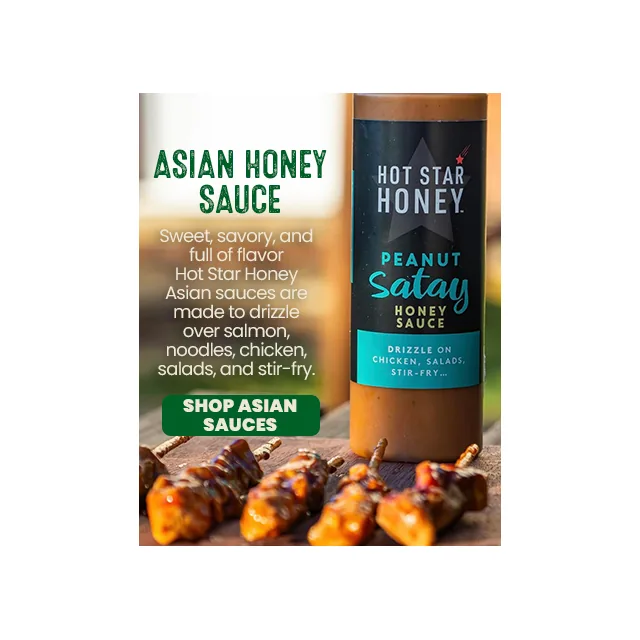 ASIAN HONEY
SAUCE
Sweet, savory, and
full of flavor
Hot Star Honey
Asian sauces are
made to drizzle
over salmon,
noodles, chicken,
salads, and stir-fry.
SHOP ASIAN
SAUCES
HOT STAR
HONEY
PEANUT
Satay
HONEY
SAUCE
DRIZZLE ON
CHICKEN, SALADS,
STIR-FRY...